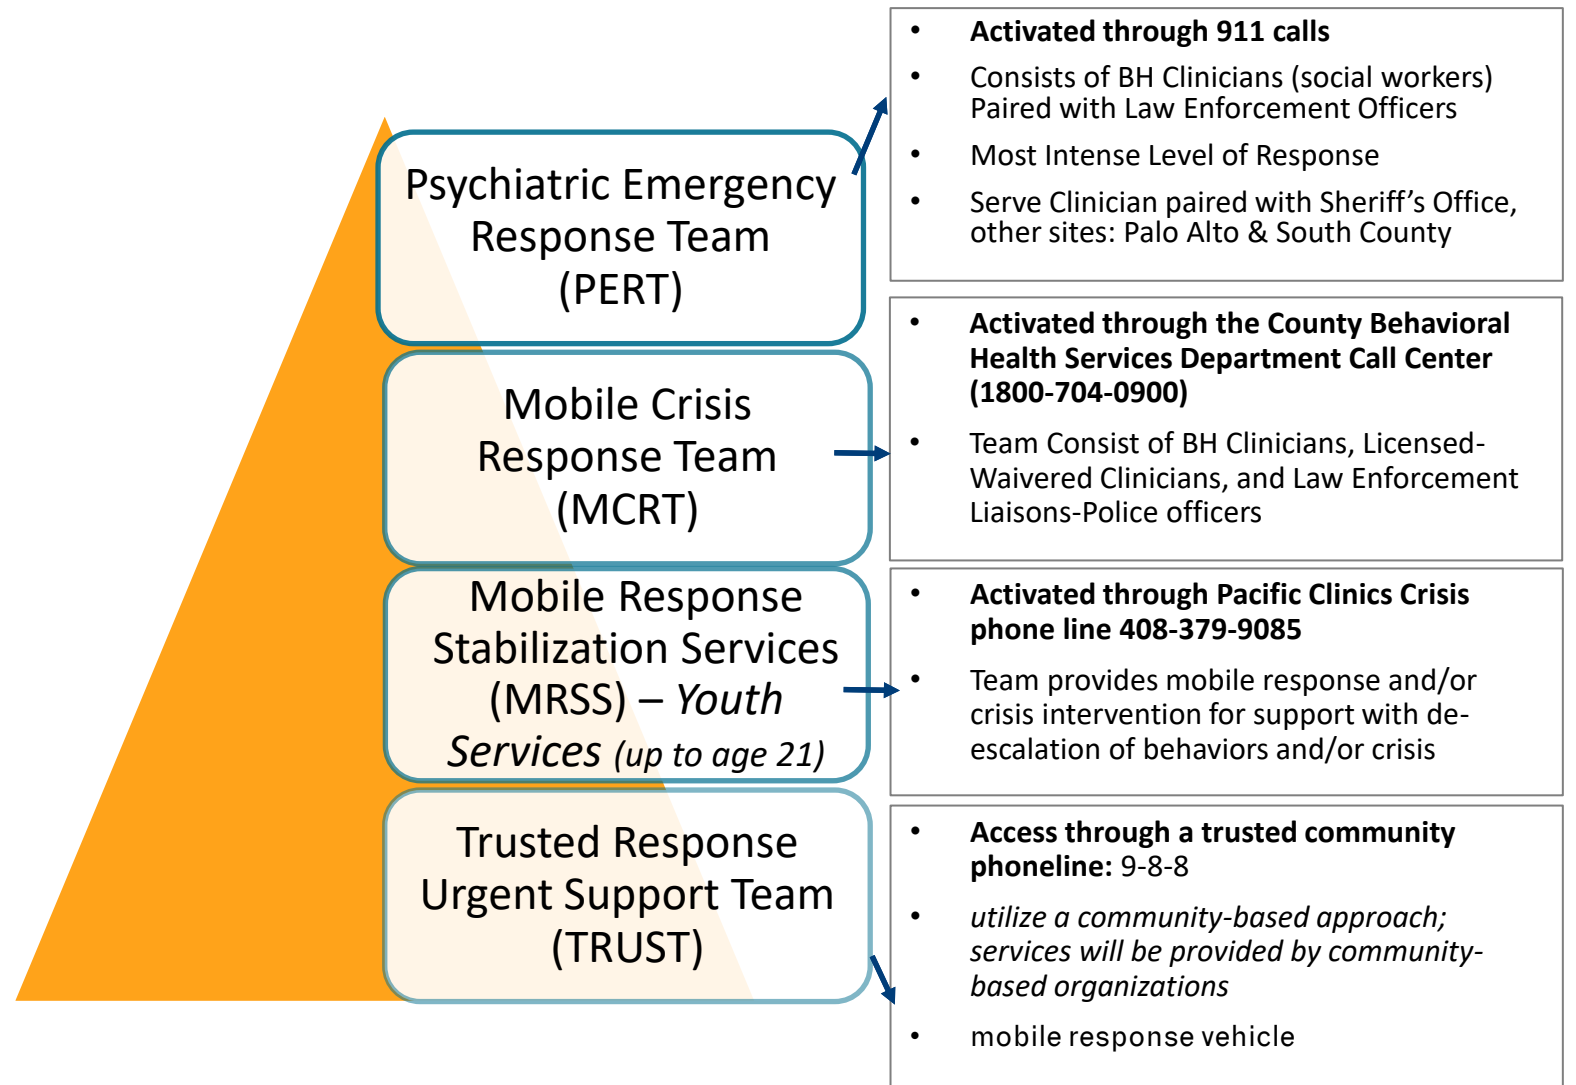 Psychiatric Emergency
Response Team
(PERT)
• Activated through 911 calls
• Consists of BH Clinicians (social workers)
Paired with Law Enforcement Officers
• Most Intense Level of Response
• Serve Clinician paired with Sheriff’s Office,
other sites: Palo Alto & South County
Mobile Crisis
Response Team
(MCRT)
• Activated through the County Behavioral
Health Services Department Call Center
(1800-704-0900)
• Team Consist of BH Clinicians, Licensed-
Waivered Clinicians, and Law Enforcement
Liaisons-Police officers
Mobile Response
Stabilization Services
(MRSS) – Youth
Services (up to age 21)
• Activated through Pacific Clinics Crisis
phone line 408-379-9085
• Team provides mobile response and/or
crisis intervention for support with de-
escalation of behaviors and/or crisis
Trusted Response
Urgent Support Team
(TRUST)
• Access through a trusted community
phoneline: 9-8-8
• utilize a community-based approach;
services will be provided by community-
based organizations
• mobile response vehicle